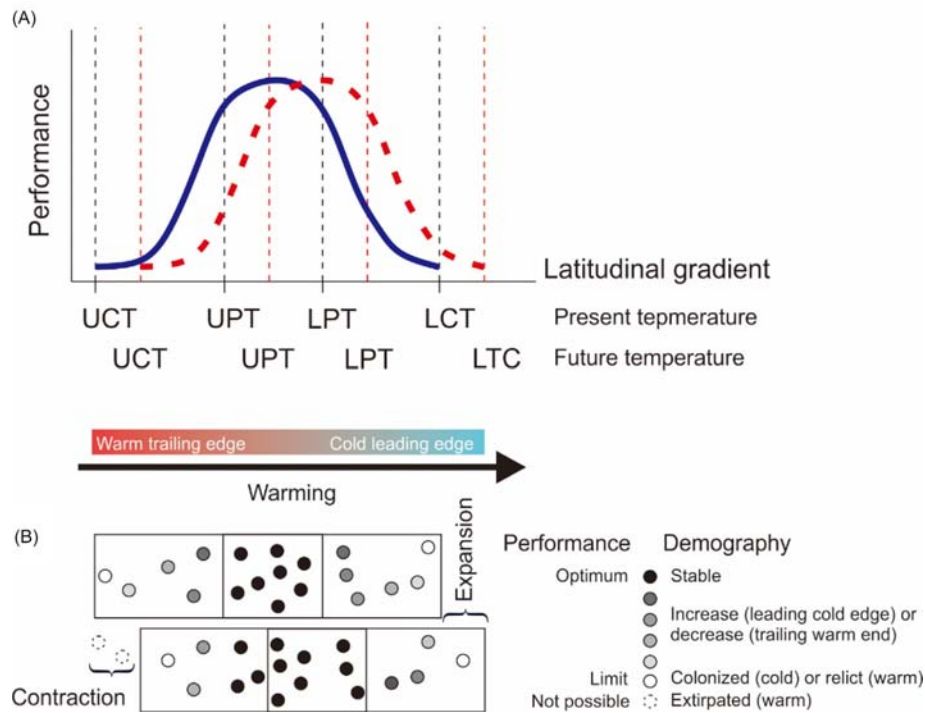 (A)
Performance
Latitudinal gradient
UCT UPT LPT LCT Present tepmerature
UCT UPT LPT LTC Future temperature
Warm trailing edge Cold leading edge
Warming
(B)
Expansion
Performance Demography
Optimum Stable
Increase (leading cold edge) or
decrease (trailing warm end)
Limit Colonized (cold) or relict (warm)
Not possible Extirpated (warm)
Contraction